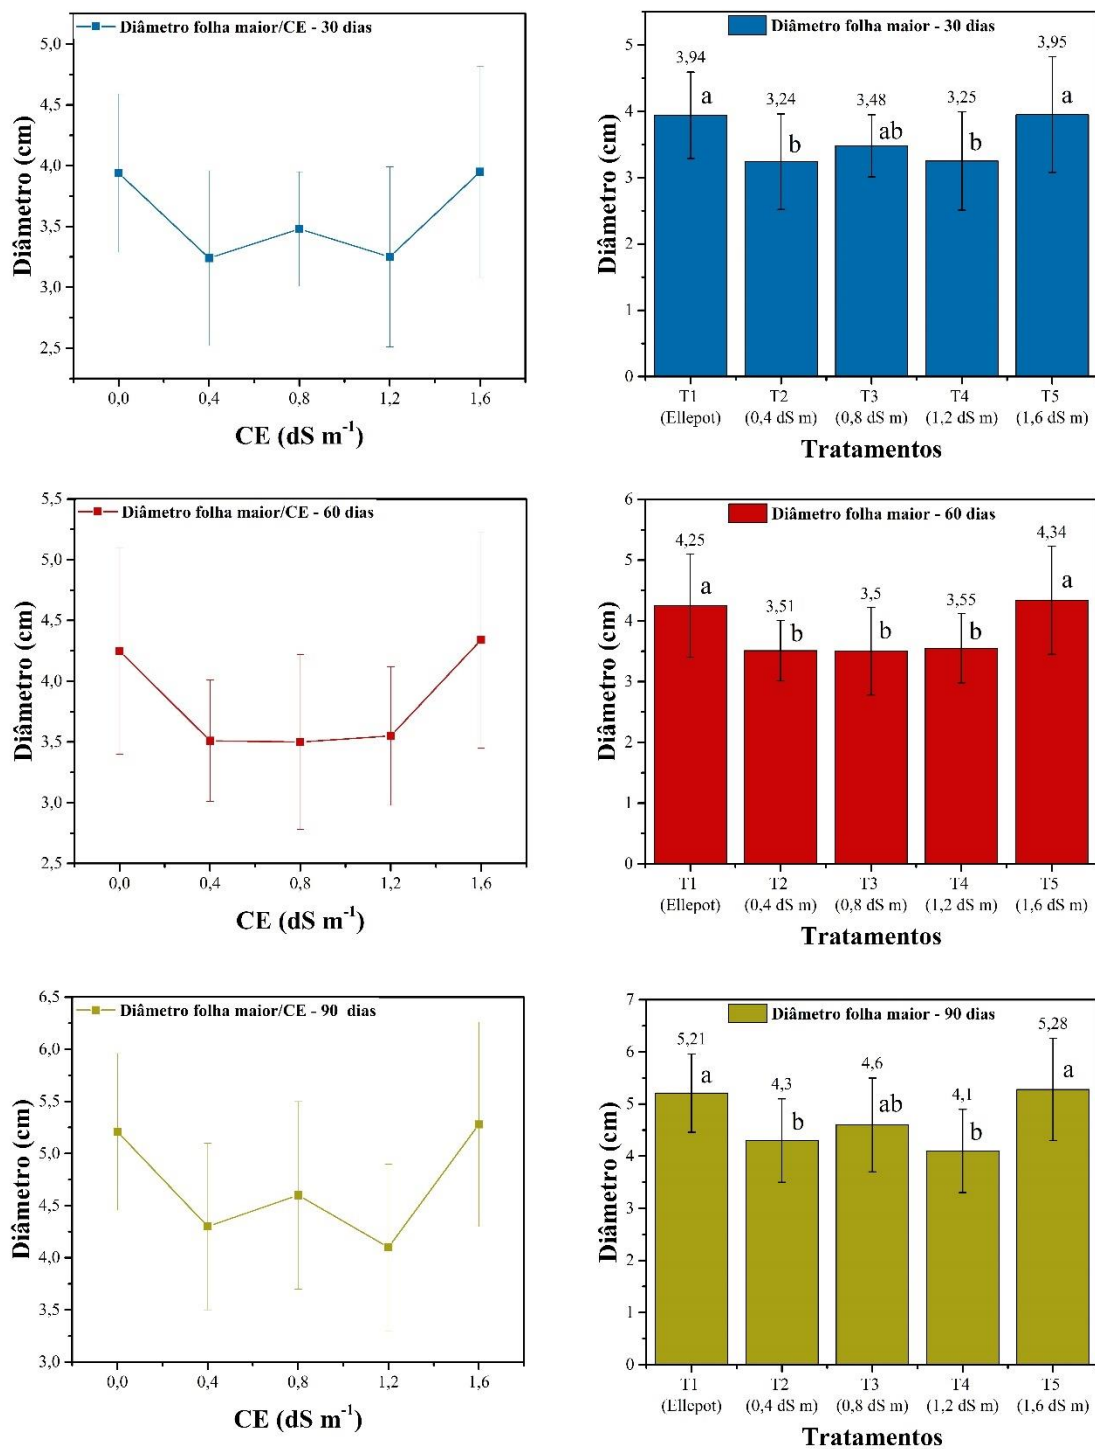 Diâmetro folha maior/CE - 30 dias
5,0
4,5
4,0
3,5
3,0
2,5
Diâmetro (cm)
0,0 0,4 0,8 1,2 1,6
CE (dS m-1)
Diâmetro folha maior - 30 dias
5
4
3
2
1
0
Diâmetro (cm)
3,94 3,24 3,48 3,25 3,95
a b ab b a
T1 T2 T3 T4 T5
(Ellepot) (0,4 dS m) (0,8 dS m) (1,2 dS m) (1,6 dS m)
Tratamentos
Diâmetro folha maior/CE - 60 dias
5,5
5,0
4,5
4,0
3,5
3,0
2,5
Diâmetro (cm)
0,0 0,4 0,8 1,2 1,6
CE (dS m-1)
Diâmetro folha maior - 60 dias
6
5
4
3
2
1
0
Diâmetro (cm)
4,25 3,51 3,5 3,55 4,34
a b b b a
T1 T2 T3 T4 T5
(Ellepot) (0,4 dS m) (0,8 dS m) (1,2 dS m) (1,6 dS m)
Tratamentos
Diâmetro folha maior/CE - 90 dias
6,5
6,0
5,5
5,0
4,5
4,0
3,5
3,0
Diâmetro (cm)
0,0 0,4 0,8 1,2 1,6
CE (dS m-1)
Diâmetro folha maior - 90 dias
7
6
5
4
3
2
1
0
Diâmetro (cm)
5,21 4,3 4,6 4,1 5,28
a b ab b a
T1 T2 T3 T4 T5
(Ellepot) (0,4 dS m) (0,8 dS m) (1,2 dS m) (1,6 dS m)
Tratamentos